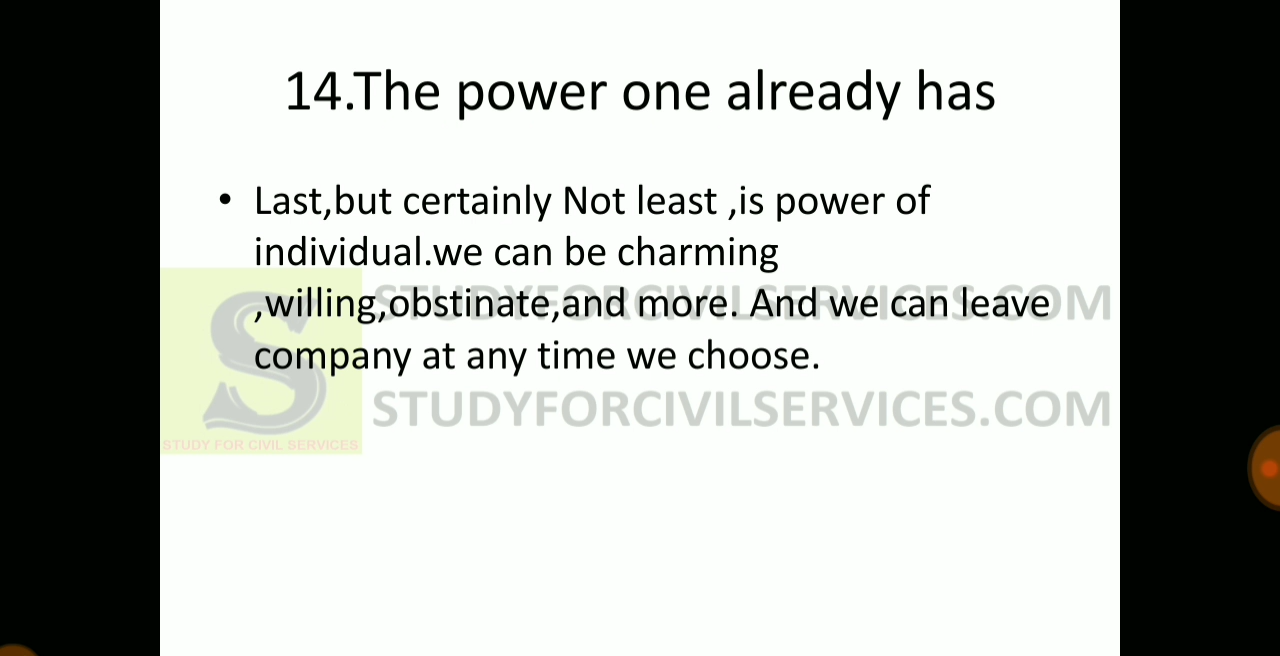 14.The power one already has
• Last,but certainly Not least ,is power of
individual.we can be charming
,willing,obstinate,and more. And we can leave
company at any time we choose.
STUDYFORCIVILSERVICES.COM
STUDYFORCIVILSERVICES.COM
S
STUDY FOR CIVIL SERVICES